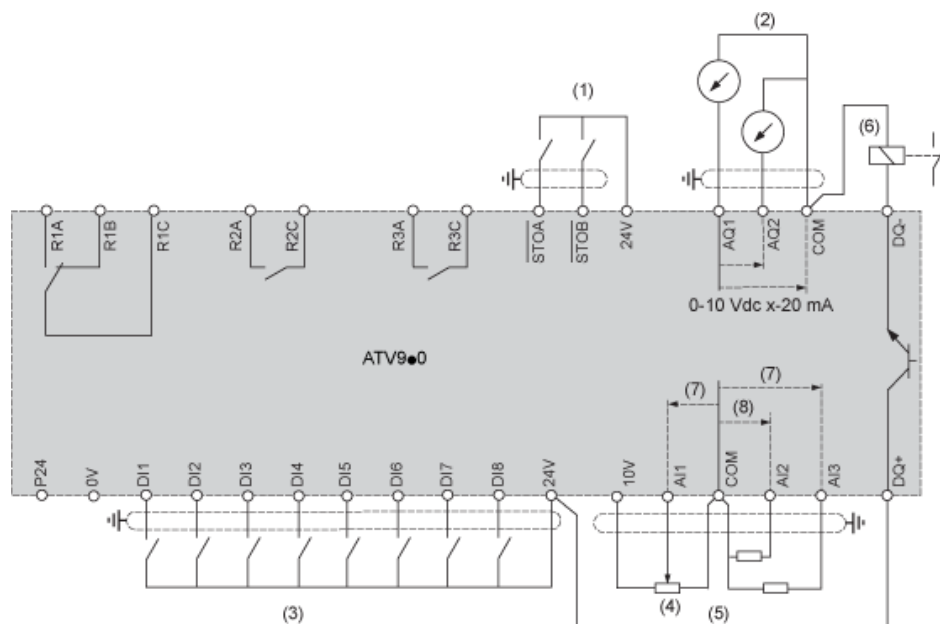 (2)
(1)
(6)
R1A
R1B
R1C
R2A
R2C
R3A
R3C
STOA
STOB
24V
AQ1
AQ2
COM
DQ-
0-10 Vdc x-20 mA
ATV9●0
(7)
(7)
(8)
P24
0V
DI1
DI2
DI3
DI4
DI5
DI6
DI7
DI8
24V
10V
AI1
COM
AI2
AI3
DQ+
(3)
(4)
(5)